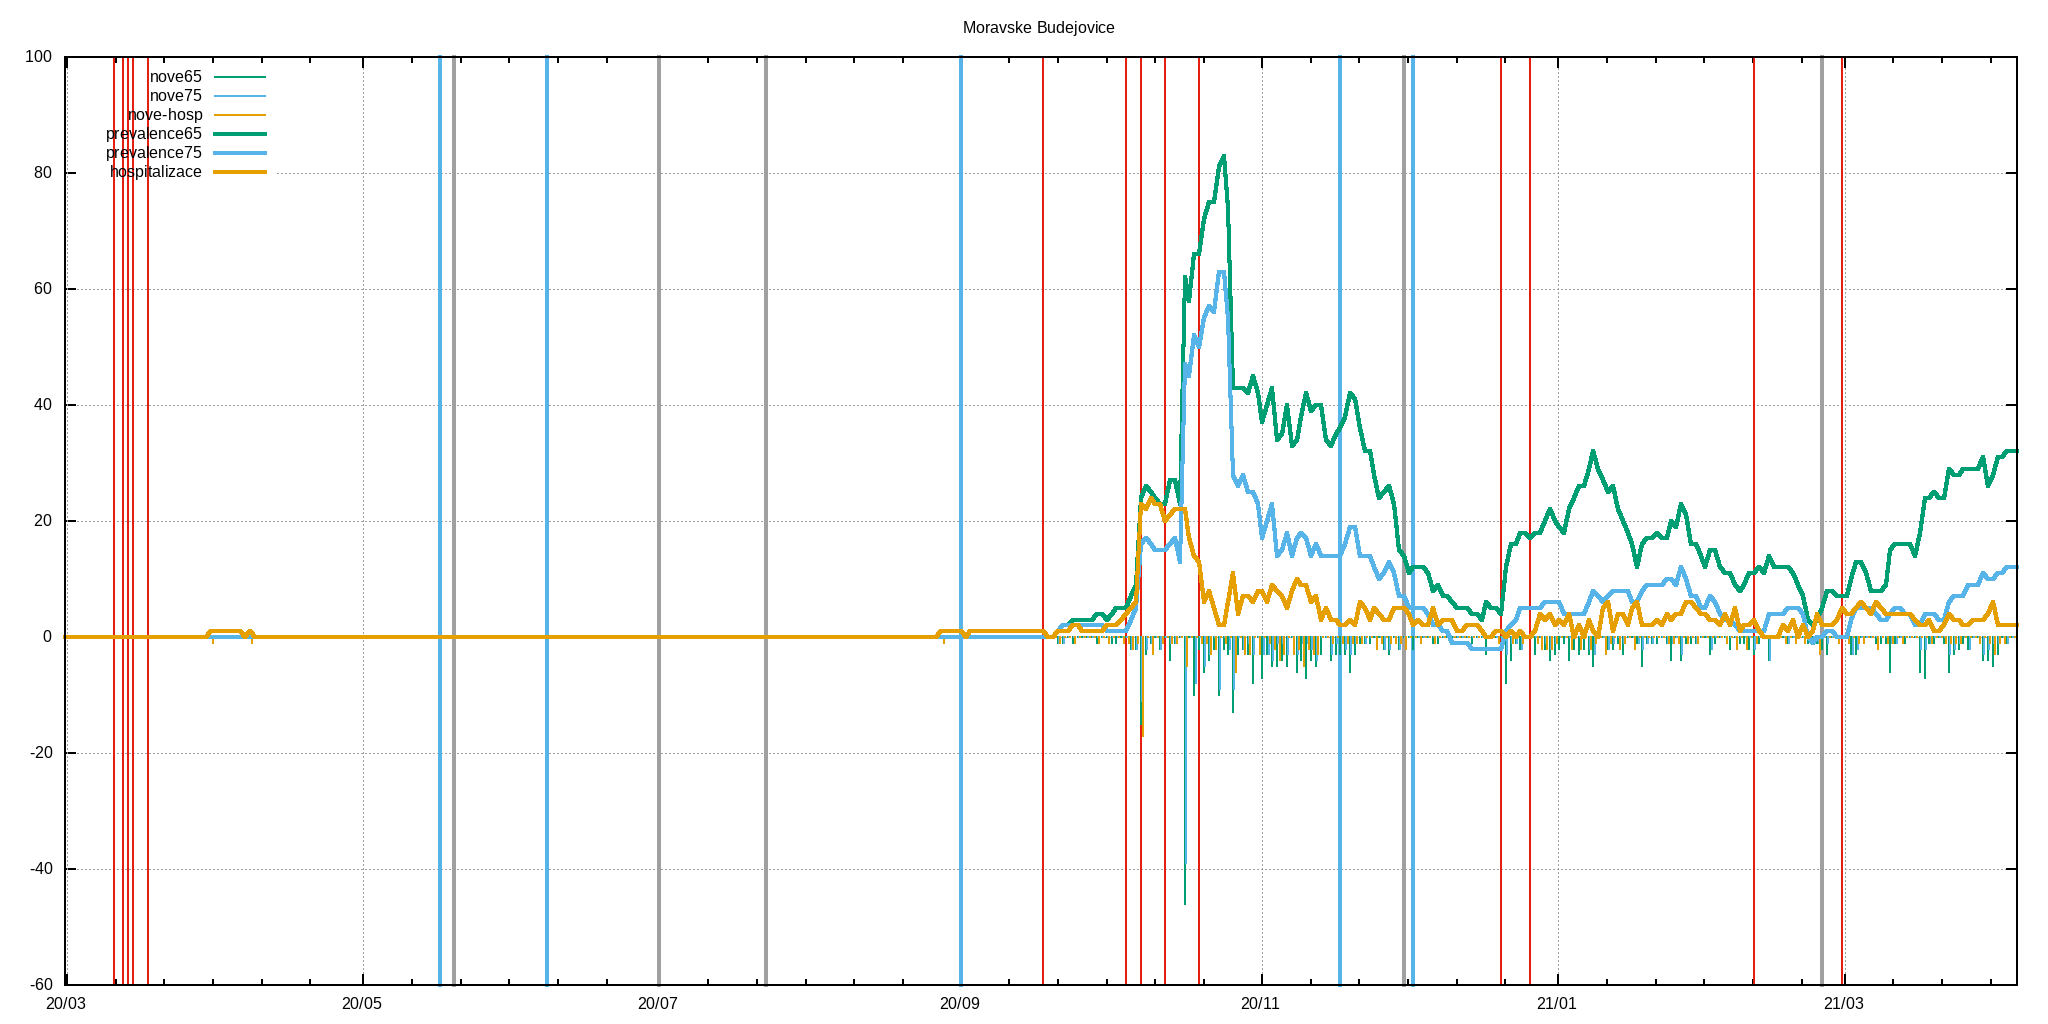 Moravske Budejovice
100
80
60
40
20
0
-20
-40
-60
nove65
nove75
nove-hosp
prevalence65
prevalence75
hospitalizace
20/03 20/05 20/07 20/09 20/11 21/01 21/03